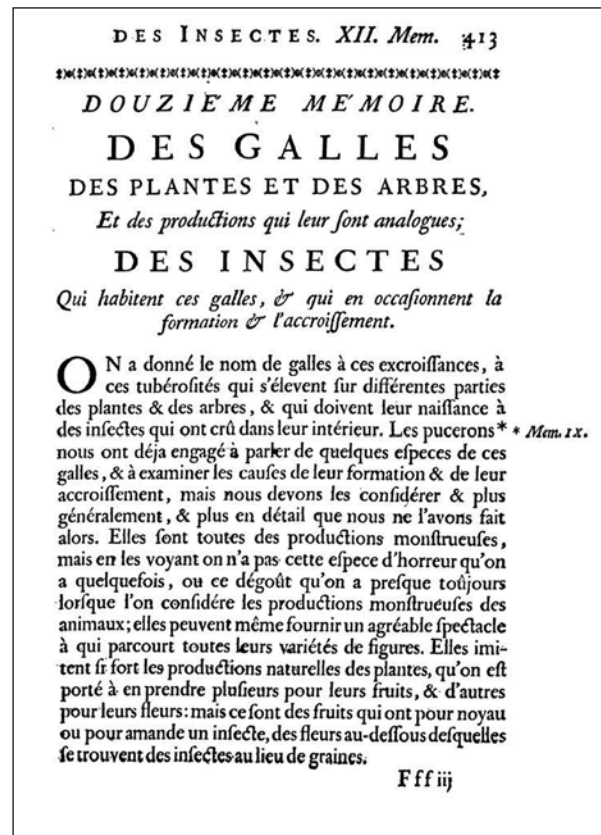 DES INSECTES. XII. Mem. 413
DOUZIÉME MÉMOIRE.
DES GALLES
DES PLANTES ET DES ARBRES,
Et des productions qui leur ſont analogues;
DES INSECTES
Qui habitent ces galles, & qui en occaſionnent la
formation & l'accroiſſement.
ON a donné le nom de galles à ces excroiſſances, à
ces tubéroſités qui s'élevent ſur différentes parties
des plantes & des arbres, & qui doivent leur naiſſance à
des inſectes qui ont crû dans leur intérieur. Les pucerons * * Mem. IX.
nous ont déja engagé à parler de quelques eſpeces de ces
galles, & à examiner les cauſes de leur formation & de leur
accroiſſement, mais nous devons les conſidérer & plus
généralement, & plus en détail que nous ne l'avons fait
alors. Elles ſont toutes des productions monſtrueuſes,
mais en les voyant on n'a pas cette eſpece d'horreur qu'on
a quelquefois, ou ce dégoût qu'on a preſque toûjours
lorſque l'on conſidére les productions monſtrueuſes des
animaux; elles peuvent même fournir un agréable ſpectacle
à qui parcourt toutes leurs variétés de figures. Elles imi-
tent ſi fort les productions naturelles des plantes, qu'on eſt
porté à en prendre pluſieurs pour leurs fruits, & d'autres
pour leurs fleurs: mais ce ſont des fruits qui ont pour noyau
ou pour amande un inſecte, des fleurs au-deſſous deſquelles
ſe trouvent des inſectes au lieu de graines.
Fff iij